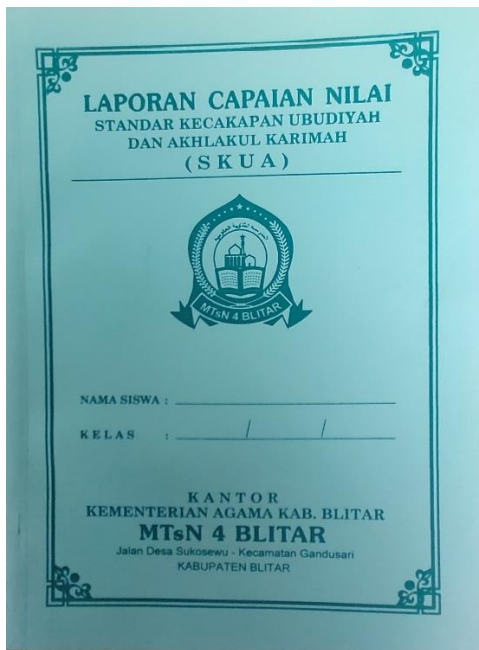 LAPORAN CAPAIAN NILAI
STANDAR KECAKAPAN UBUDIYAH
DAN AKHLAKUL KARIMAH
(SKUA)
MTsN 4 BLITAR
NAMA SISWA :
KELAS : / /
KANTOR
KEMENTERIAN AGAMA KAB. BLITAR
MTsN 4 BLITAR
Jalan Desa Sukosewu - Kecamatan Gandusari
KABUPATEN BLITAR